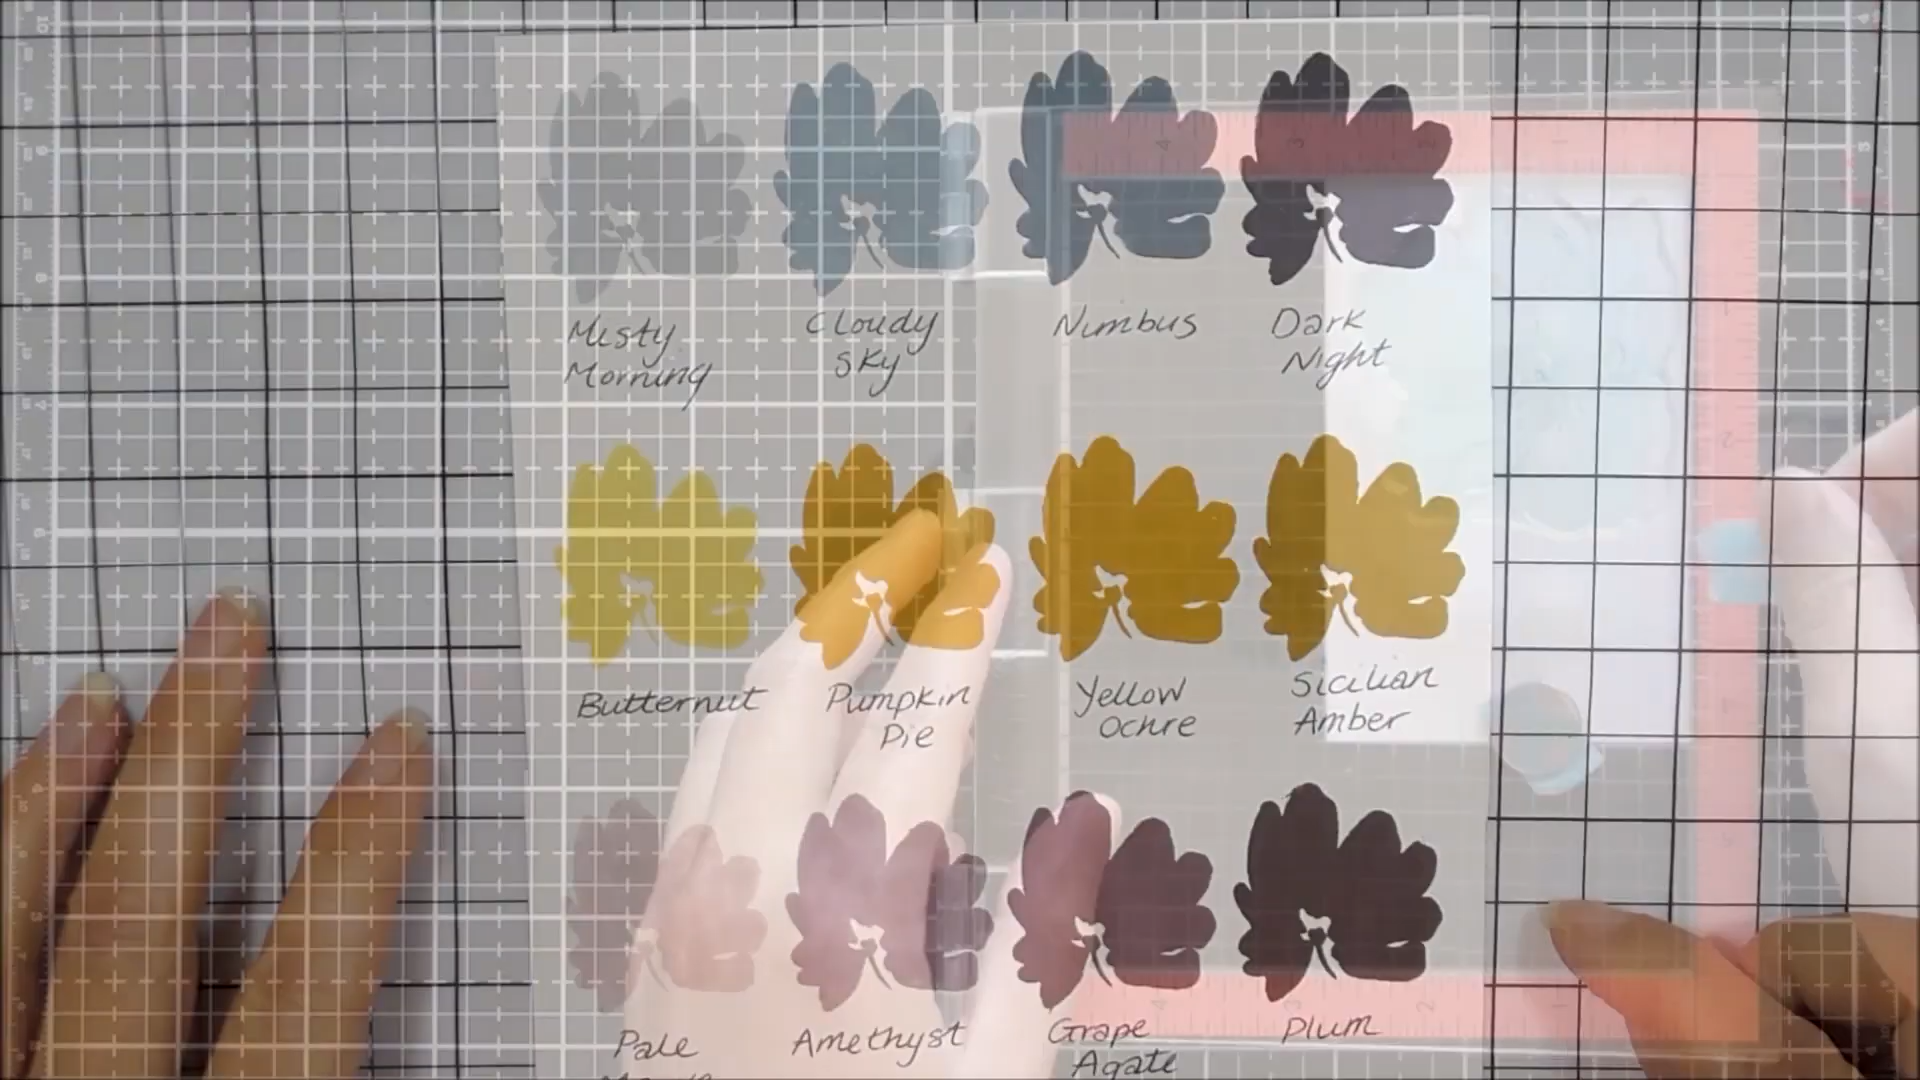 Misty
Morning
Cloudy
Sky
Nimbus
Dark
Night
Butternut
Pumpkin
Pie
Yellow
Ochre
Sicilian
Amber
Pale
Amethyst
Grape
Agate
Plum